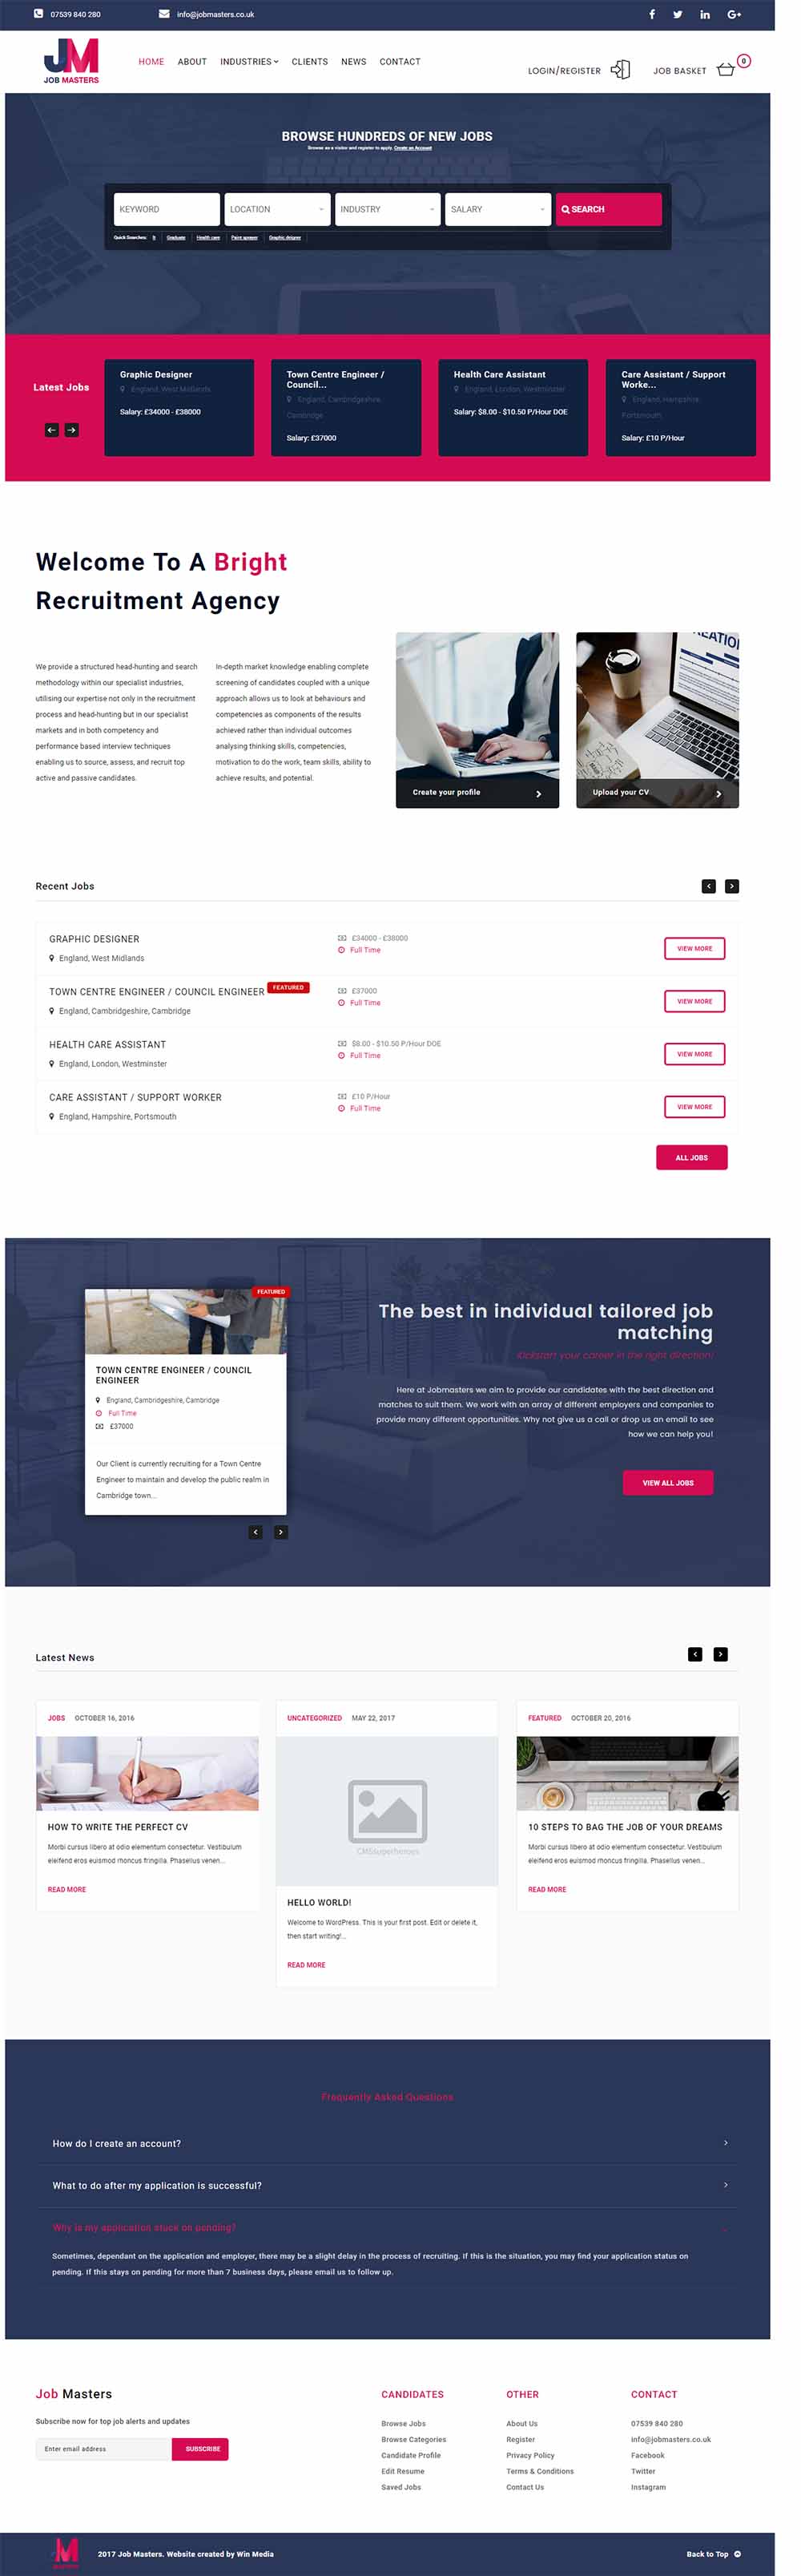 07539 840 280
info@jobmasters.co.uk
G+
JM
JOB MASTERS
HOME
ABOUT
INDUSTRIES
CLIENTS
NEWS
CONTACT
LOGIN/REGISTER
JOB BASKET
0
BROWSE HUNDREDS OF NEW JOBS
Browse as a visitor and register to apply. Create an Account
KEYWORD
LOCATION
INDUSTRY
SALARY
SEARCH
Quick Searches:
It
Graduate
Health care
Paint sprayer
Latest Jobs
Graphic Designer
England, West Midlands
Salary: £34000 - £38000
Town Centre Engineer /
Council...
England, Cambridgeshire,
Cambridge
Salary: £37000
Health Care Assistant
England, London, Westminster
Salary: $8.00 - $10.50 P/Hour DOE
Care Assistant / Support
Worke...
England, Hampshire,
Portsmouth
Salary: £10 P/Hour
Welcome To A Bright
Recruitment Agency
We provide a structured head-hunting and search
methodology within our specialist industries,
utilising our expertise not only in the recruitment
process and head-hunting but in our specialist
markets and in both competency and
performance based interview techniques
enabling us to source, assess, and recruit top
active and passive candidates.
In-depth market knowledge enabling complete
screening of candidates coupled with a unique
approach allows us to look at behaviours and
competencies as components of the results
achieved rather than individual outcomes
analysing thinking skills, competencies,
motivation to do the work, team skills, ability to
achieve results, and potential.
Create your profile
Upload your CV
Recent Jobs
GRAPHIC DESIGNER
England, West Midlands
£34000 - £38000
Full Time
VIEW MORE
TOWN CENTRE ENGINEER / COUNCIL ENGINEER
FEATURED
England, Cambridgeshire, Cambridge
£37000
Full Time
VIEW MORE
HEALTH CARE ASSISTANT
England, London, Westminster
$8.00 - $10.50 P/Hour DOE
Full Time
VIEW MORE
CARE ASSISTANT / SUPPORT WORKER
England, Hampshire, Portsmouth
£10 P/Hour
Full Time
VIEW MORE
ALL JOBS
FEATURED
TOWN CENTRE ENGINEER / COUNCIL
ENGINEER
England, Cambridgeshire, Cambridge
Full Time
£37000
Our Client is currently recruiting for a Town Centre
Engineer to maintain and develop the public realm in
Cambridge town...
The best in individual tailored job
matching
Kickstart your career in the right direction!
Here at Jobmasters we aim to provide our candidates with the best direction and
matches to suit them. We work with an array of different employers and companies to
provide many different opportunities. Why not give us a call or drop us an email to see
how we can help you!
VIEW ALL JOBS
Latest News
JOBS OCTOBER 16, 2016
HOW TO WRITE THE PERFECT CV
Morbi cursus libero at odio elementum consectetur. Vestibulum
eleifend eros euismod rhoncus fringilla. Phasellus venen...
READ MORE
UNCATEGORIZED MAY 22, 2017
CMSSuperheroes
HELLO WORLD!
Welcome to WordPress. This is your first post. Edit or delete it,
then start writing!...
READ MORE
FEATURED OCTOBER 20, 2016
10 STEPS TO BAG THE JOB OF YOUR DREAMS
Morbi cursus libero at odio elementum consectetur. Vestibulum
eleifend eros euismod rhoncus fringilla. Phasellus venen...
READ MORE
Frequently Asked Questions
How do I create an account?
What to do after my application is successful?
Why is my application stuck on pending?
Sometimes, dependant on the application and employer, there may be a slight delay in the process of recruiting. If this is the situation, you may find your application status on
pending. If this stays on pending for more than 7 business days, please email us to follow up.
Job Masters
Subscribe now for top job alerts and updates
Enter email address
SUBSCRIBE
CANDIDATES
Browse Jobs
Browse Categories
Candidate Profile
Edit Resume
Saved Jobs
OTHER
About Us
Register
Privacy Policy
Terms & Conditions
Contact Us
CONTACT
07539 840 280
info@jobmasters.co.uk
Facebook
Twitter
Instagram
2017 Job Masters. Website created by Win Media
Back to Top